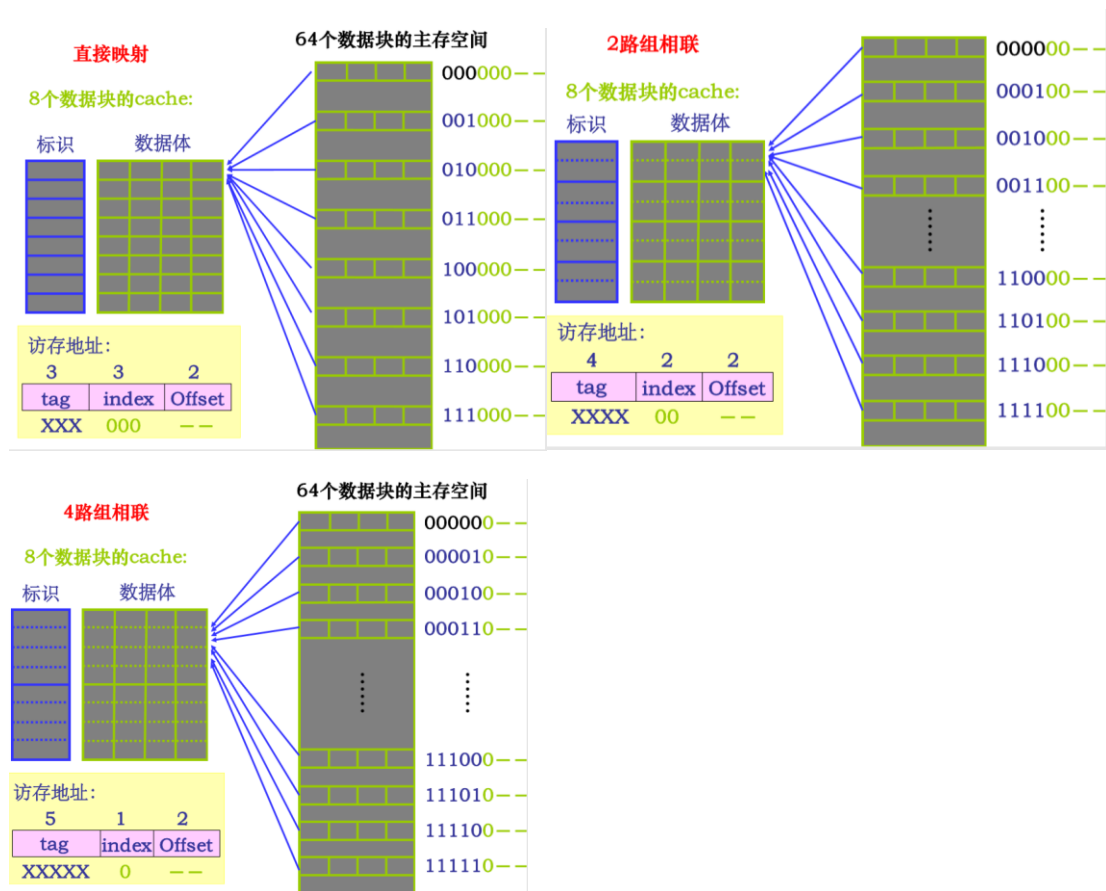 直接映射
64个数据块的主存空间
8个数据块的cache:
标识 数据体
000000－－
001000－－
010000－－
011000－－
100000－－
101000－－
110000－－
111000－－
访存地址：
3 3 2
tag index Offset
XXX 000 －－
2路组相联
8个数据块的cache:
标识 数据体
000000－－
000100－－
001000－－
001100－－
⋮
110000－－
110100－－
111000－－
111100－－
访存地址：
4 2 2
tag index Offset
XXXX 00 －－
4路组相联
64个数据块的主存空间
8个数据块的cache:
标识 数据体
000000－－
000010－－
000100－－
000110－－
⋮
111000－－
111010－－
111100－－
111110－－
访存地址：
5 1 2
tag index Offset
XXXXX 0 －－